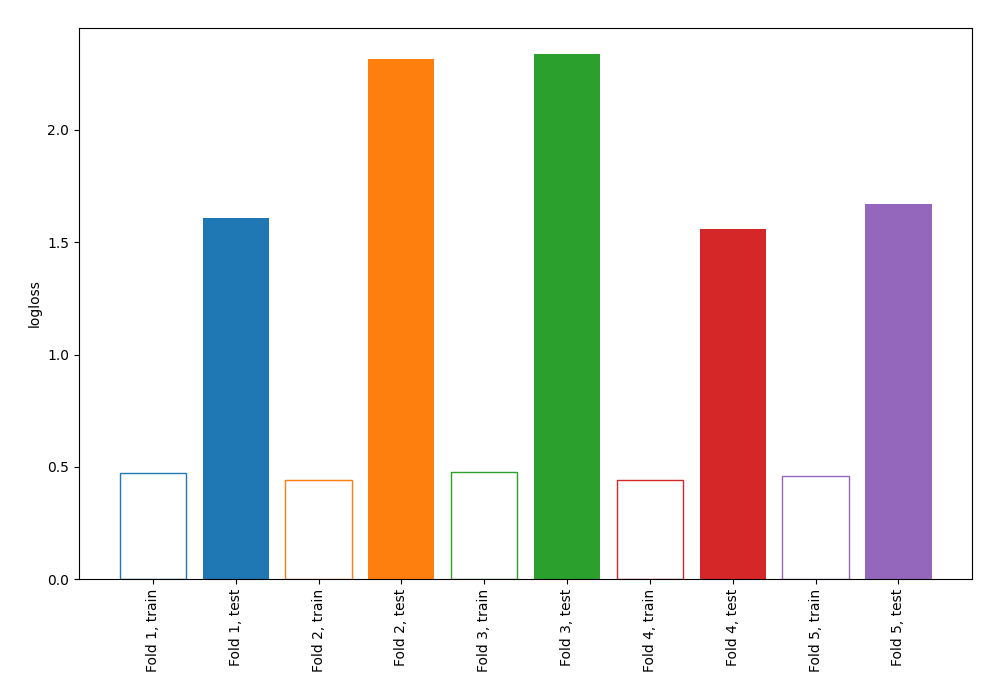 2.0
1.5
1.0
0.5
0.0
logloss
Fold 1, train
Fold 1, test
Fold 2, train
Fold 2, test
Fold 3, train
Fold 3, test
Fold 4, train
Fold 4, test
Fold 5, train
Fold 5, test